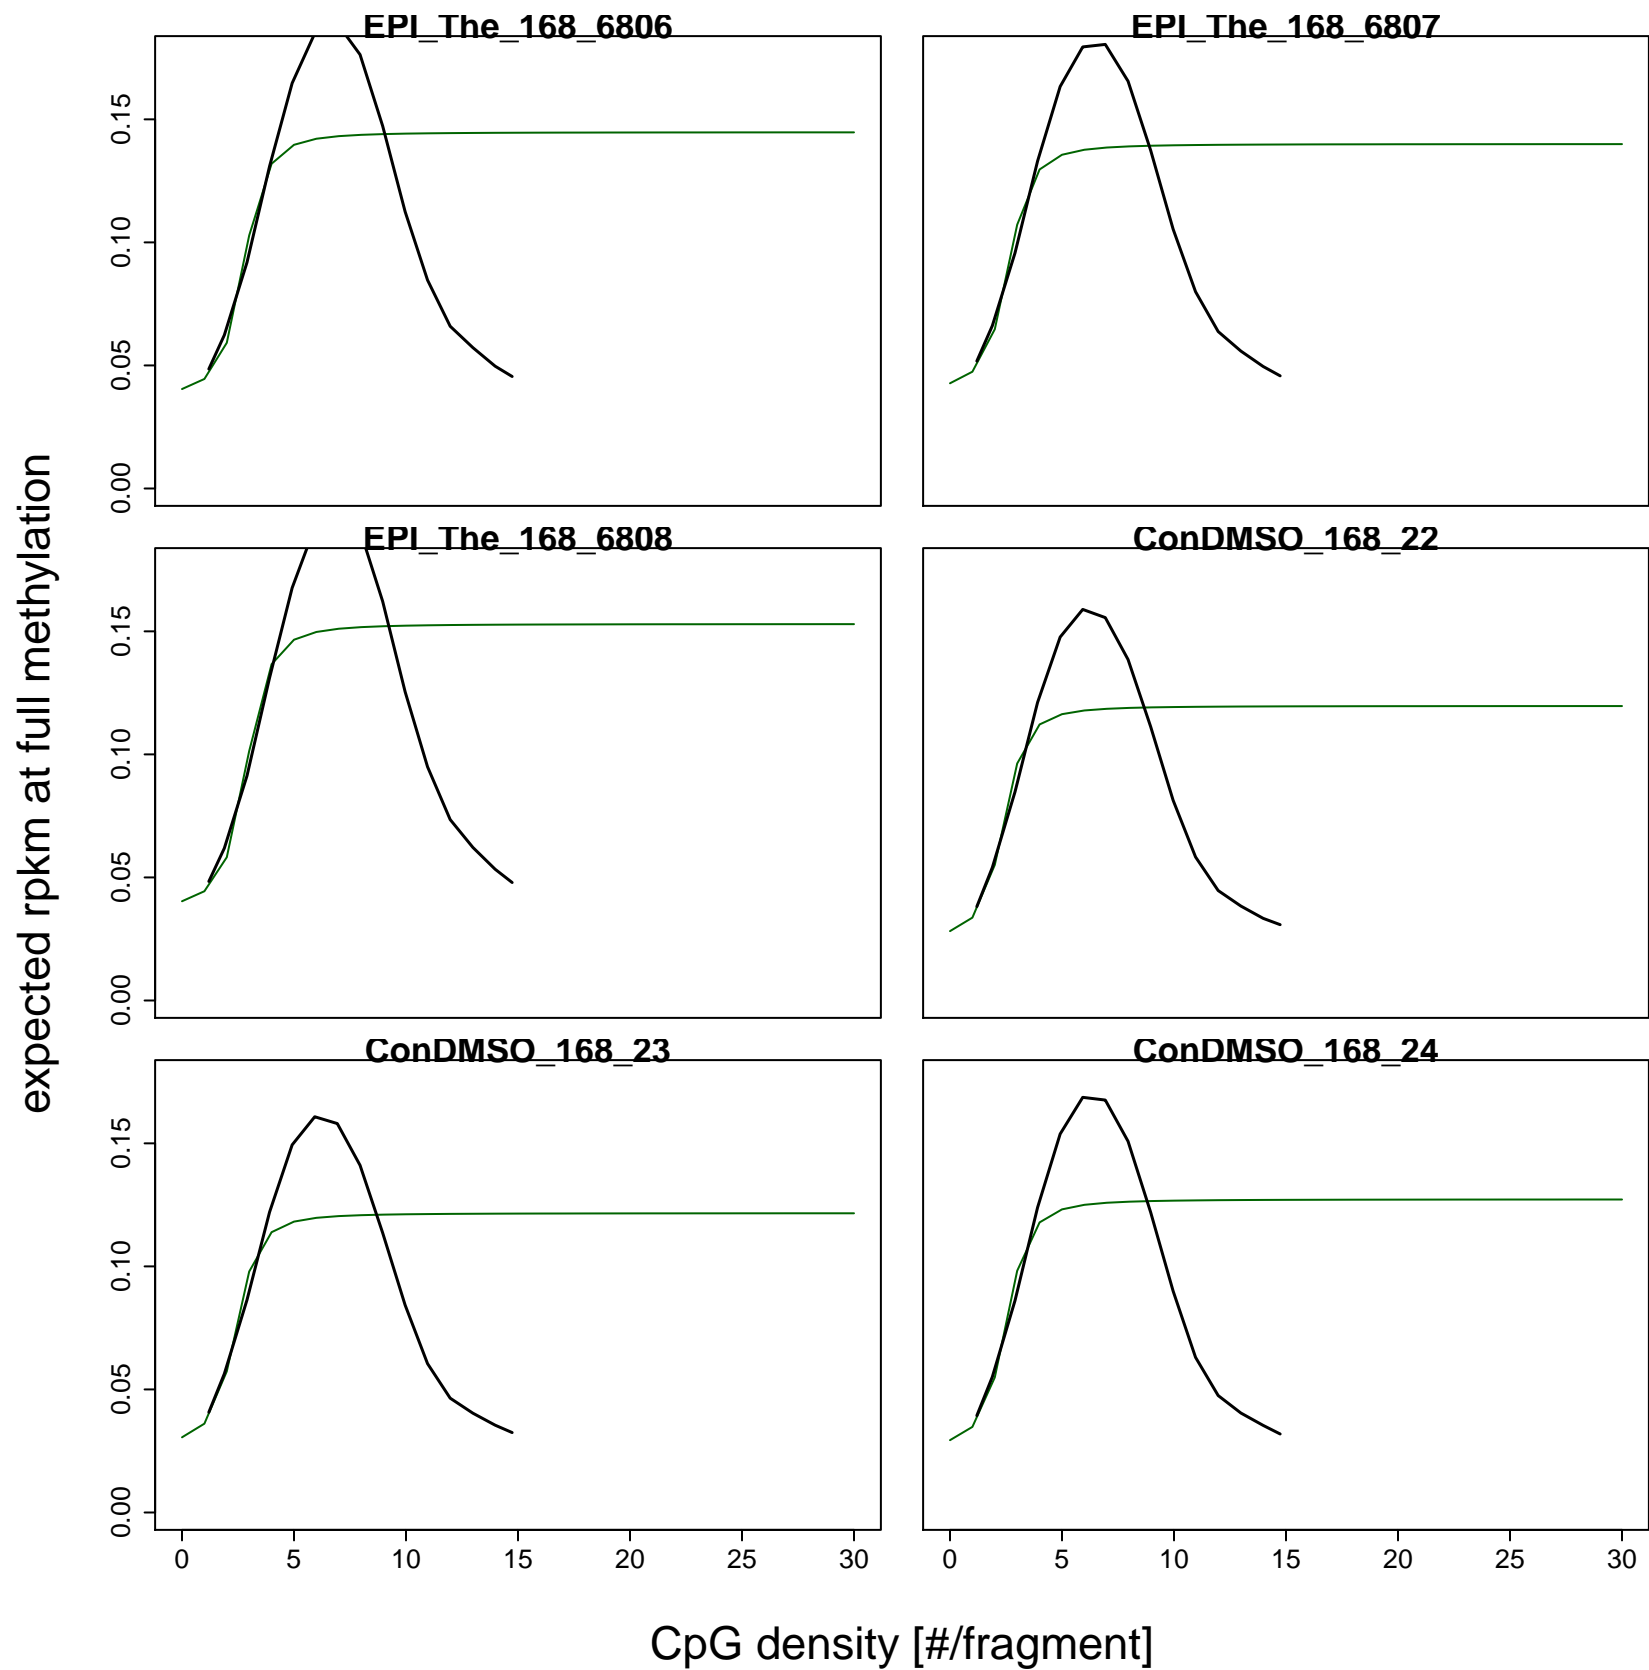 EPI_The_168_6806
EPI_The_168_6807
0.15
0.10
0.05
0.00
EPI_The_168_6808
ConDMSO_168_22
0.15
0.10
0.05
0.00
ConDMSO_168_23
ConDMSO_168_24
0.15
0.10
0.05
0.00
0 5 10 15 20 25 30
0 5 10 15 20 25 30
expected rpkm at full methylation
CpG density [#/fragment]